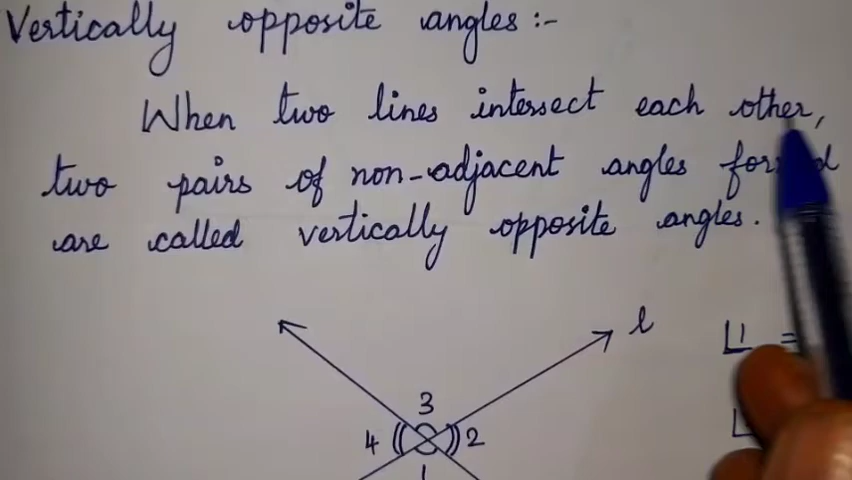 Vertically opposite angles :-
When two lines intersect each other,
two pairs of non-adjacent angles formed
are called vertically opposite angles.
l
∠1 =
3
4 2
∠
1